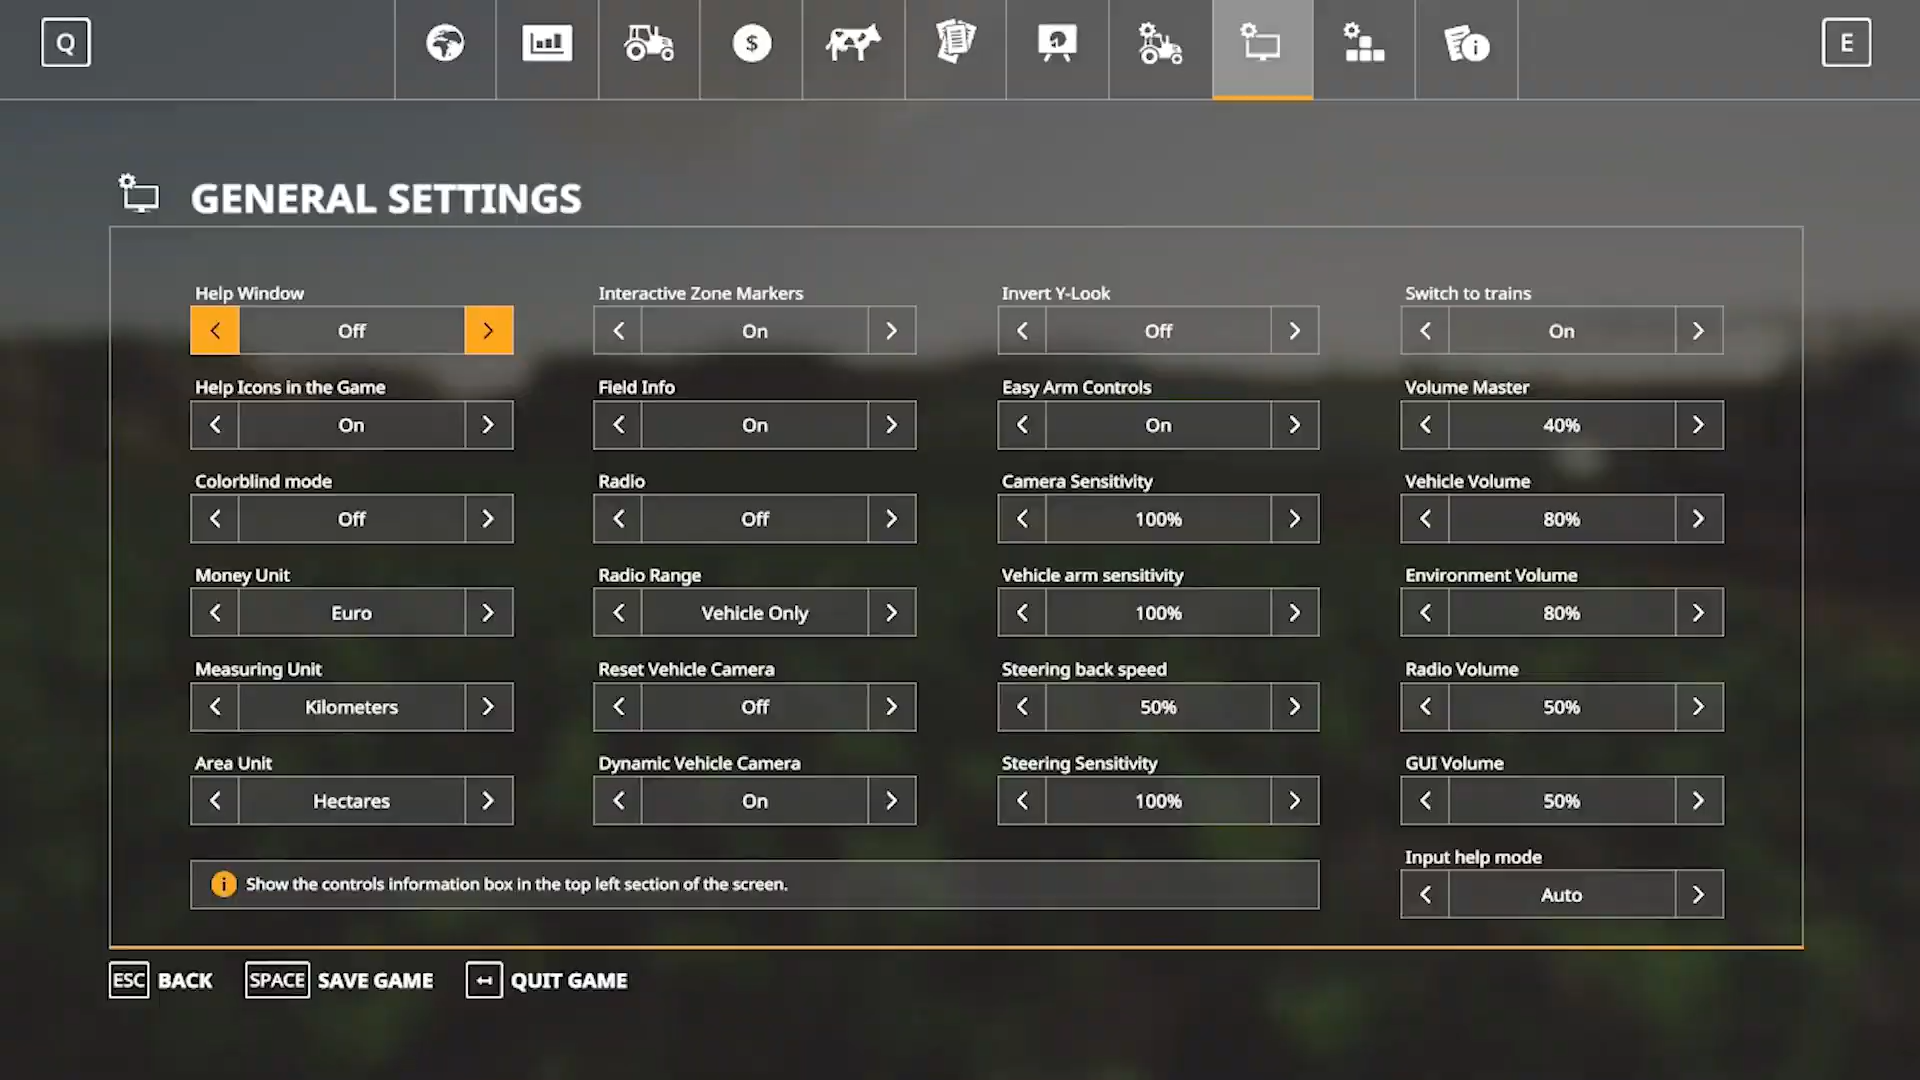 Q
$
E
GENERAL SETTINGS
Help Window
Off
Help Icons in the Game
On
Colorblind mode
Off
Money Unit
Euro
Measuring Unit
Kilometers
Area Unit
Hectares
Interactive Zone Markers
On
Field Info
On
Radio
Off
Radio Range
Vehicle Only
Reset Vehicle Camera
Off
Dynamic Vehicle Camera
On
Invert Y-Look
Off
Easy Arm Controls
On
Camera Sensitivity
100%
Vehicle arm sensitivity
100%
Steering back speed
50%
Steering Sensitivity
100%
Switch to trains
On
Volume Master
40%
Vehicle Volume
80%
Environment Volume
80%
Radio Volume
50%
GUI Volume
50%
Input help mode
Auto
Show the controls information box in the top left section of the screen.
ESC BACK SPACE SAVE GAME QUIT GAME